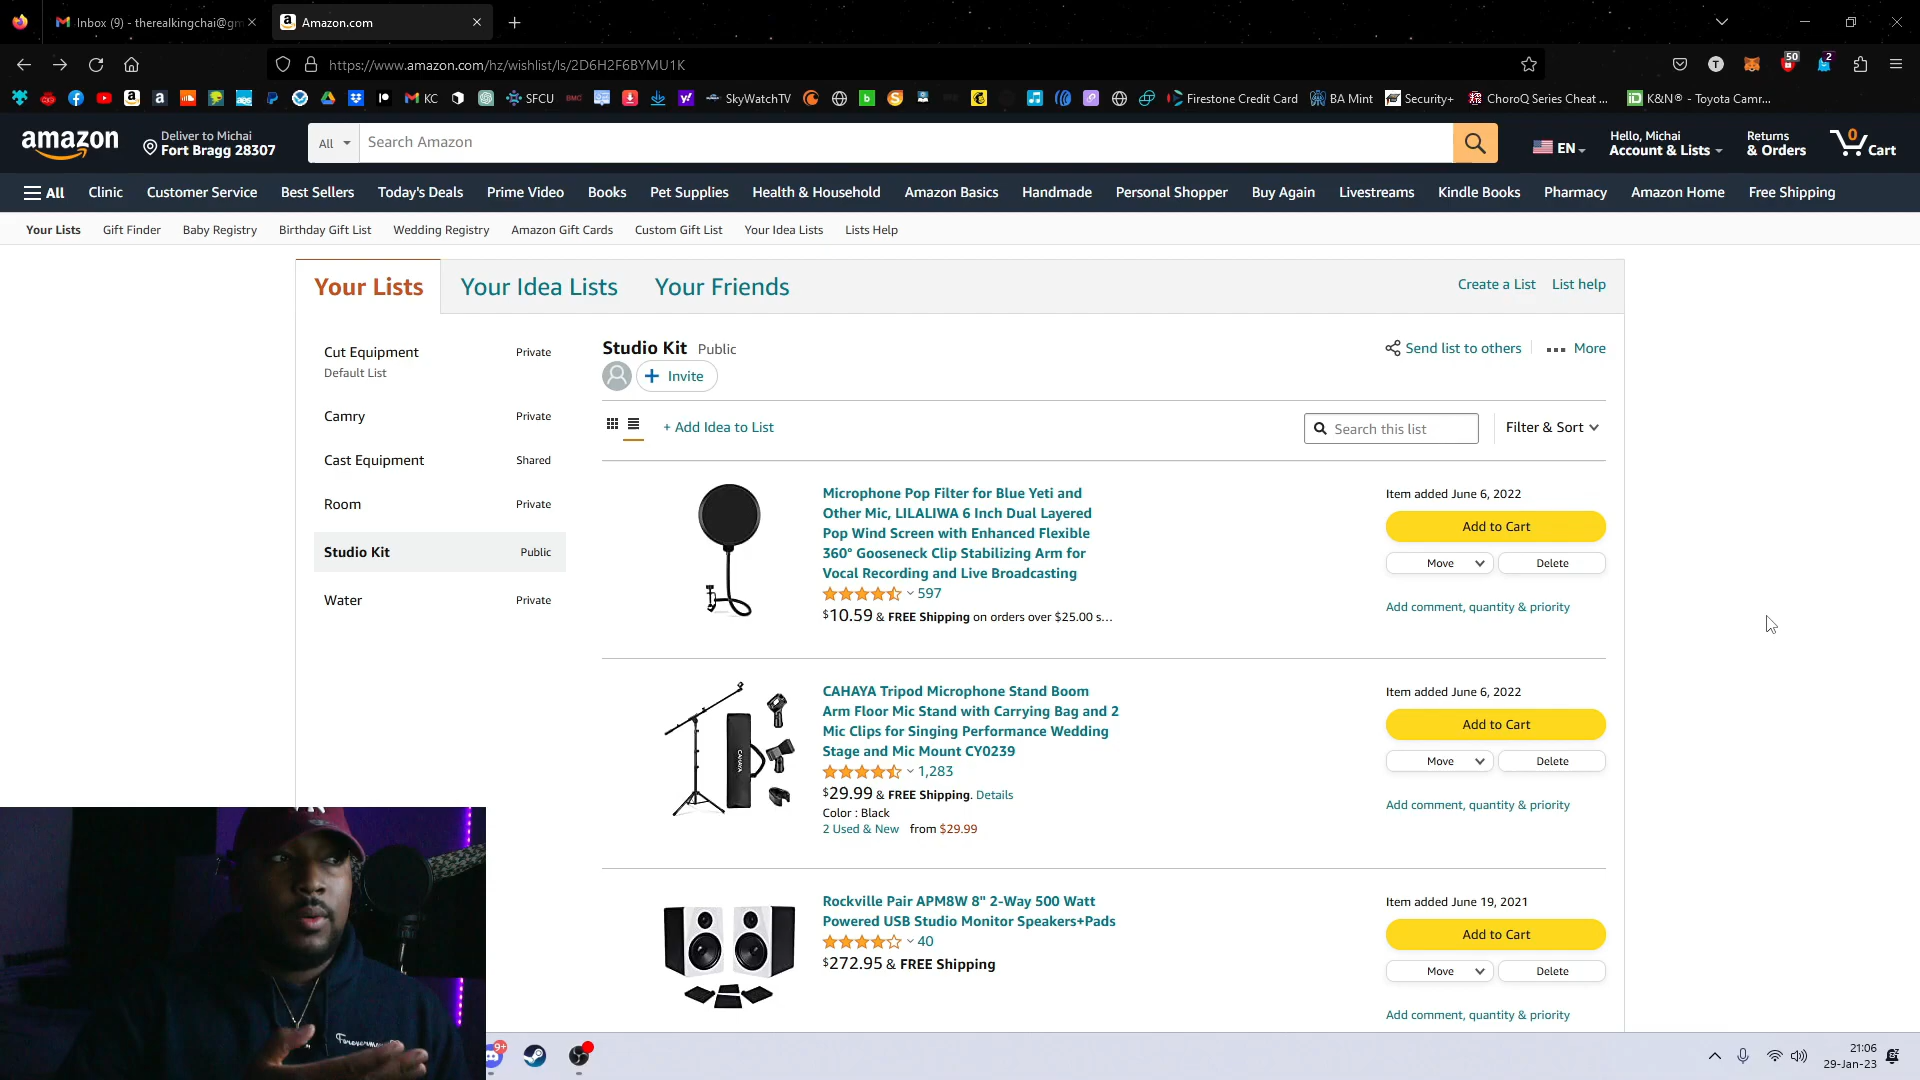 Inbox (9) - therealkingchai@gm
Amazon.com
https://www.amazon.com/hz/wishlist/ls/2D6H2F6BYMU1K
50
2
KC
SFCU
SkyWatchTV
Firestone Credit Card
BA Mint
Security+
ChoroQ Series Cheat ...
K&N® - Toyota Camr...
amazon
Deliver to Michai
Fort Bragg 28307
All
Search Amazon
EN
Hello, Michai
Account & Lists
Returns
& Orders
0
Cart
All
Clinic
Customer Service
Best Sellers
Today's Deals
Prime Video
Books
Pet Supplies
Health & Household
Amazon Basics
Handmade
Personal Shopper
Buy Again
Livestreams
Kindle Books
Pharmacy
Amazon Home
Free Shipping
Your Lists
Gift Finder
Baby Registry
Birthday Gift List
Wedding Registry
Amazon Gift Cards
Custom Gift List
Your Idea Lists
Lists Help
Your Lists
Your Idea Lists
Your Friends
Create a List
List help
Cut Equipment
Private
Default List
Camry
Private
Cast Equipment
Shared
Room
Private
Studio Kit
Public
Water
Private
Studio Kit Public
Send list to others
More
Invite
+ Add Idea to List
Search this list
Filter & Sort
Microphone Pop Filter for Blue Yeti and
Other Mic, LILALIWA 6 Inch Dual Layered
Pop Wind Screen with Enhanced Flexible
360° Gooseneck Clip Stabilizing Arm for
Vocal Recording and Live Broadcasting
597
$10.59 & FREE Shipping on orders over $25.00 s...
Item added June 6, 2022
Add to Cart
Move
Delete
Add comment, quantity & priority
CAHAYA
CAHAYA Tripod Microphone Stand Boom
Arm Floor Mic Stand with Carrying Bag and 2
Mic Clips for Singing Performance Wedding
Stage and Mic Mount CY0239
1,283
$29.99 & FREE Shipping. Details
Color : Black
2 Used & New from $29.99
Item added June 6, 2022
Add to Cart
Move
Delete
Add comment, quantity & priority
Rockville Pair APM8W 8" 2-Way 500 Watt
Powered USB Studio Monitor Speakers+Pads
40
$272.95 & FREE Shipping
Item added June 19, 2021
Add to Cart
Move
Delete
Add comment, quantity & priority
9+
21:06
29-Jan-23